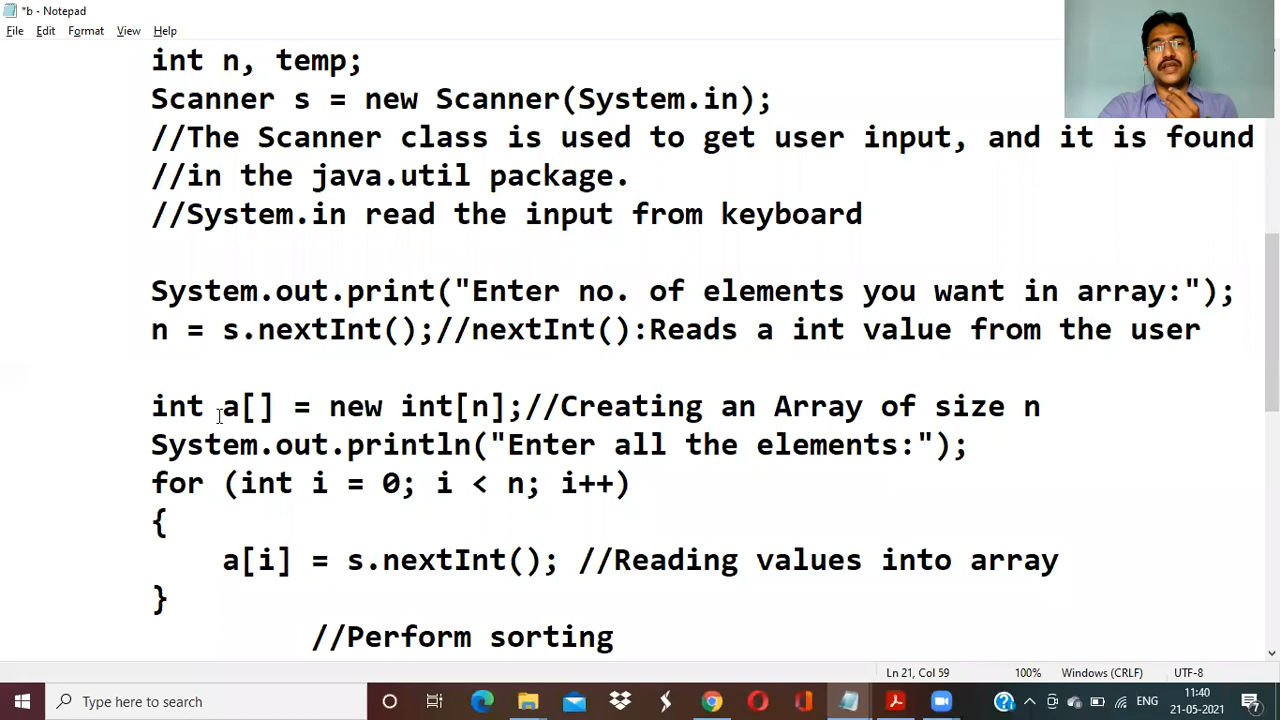 *b - Notepad
File Edit Format View Help
int n, temp;
Scanner s = new Scanner(System.in);
//The Scanner class is used to get user input, and it is found
//in the java.util package.
//System.in read the input from keyboard
System.out.print("Enter no. of elements you want in array:");
n = s.nextInt();//nextInt():Reads a int value from the user
int a[] = new int[n];//Creating an Array of size n
System.out.println("Enter all the elements:");
for (int i = 0; i < n; i++)
{
a[i] = s.nextInt(); //Reading values into array
}
//Perform sorting
Ln 21, Col 59 100% Windows (CRLF) UTF-8
Type here to search
ENG
11:40
21-05-2021
7